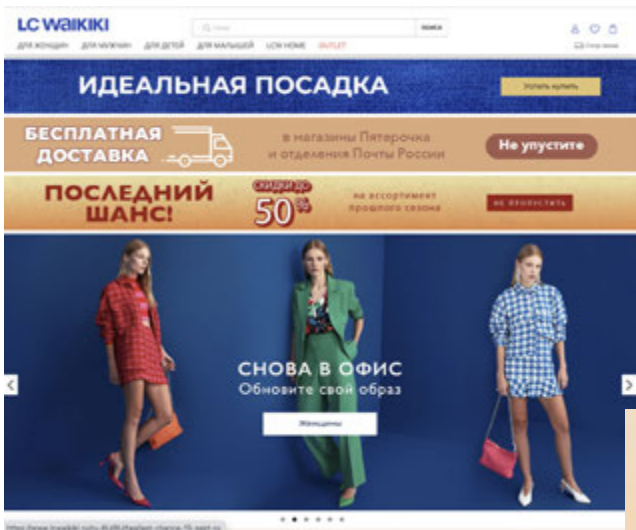 LC WAIKIKI
ПОИСК
ДЛЯ ЖЕНЩИН ДЛЯ МУЖЧИН ДЛЯ ДЕТЕЙ ДЛЯ МАЛЫШЕЙ LCW HOME OUTLET
ИДЕАЛЬНАЯ ПОСАДКА
Успеть купить
БЕСПЛАТНАЯ
ДОСТАВКА
в магазины Пятерочка
и отделения Почты России
Не упустите
ПОСЛЕДНИЙ
ШАНС!
СКИДКИ ДО
50%
на ассортимент
прошлого сезона
НЕ ПРОПУСТИТЬ
СНОВА В ОФИС
Обновите свой образ
Женщины